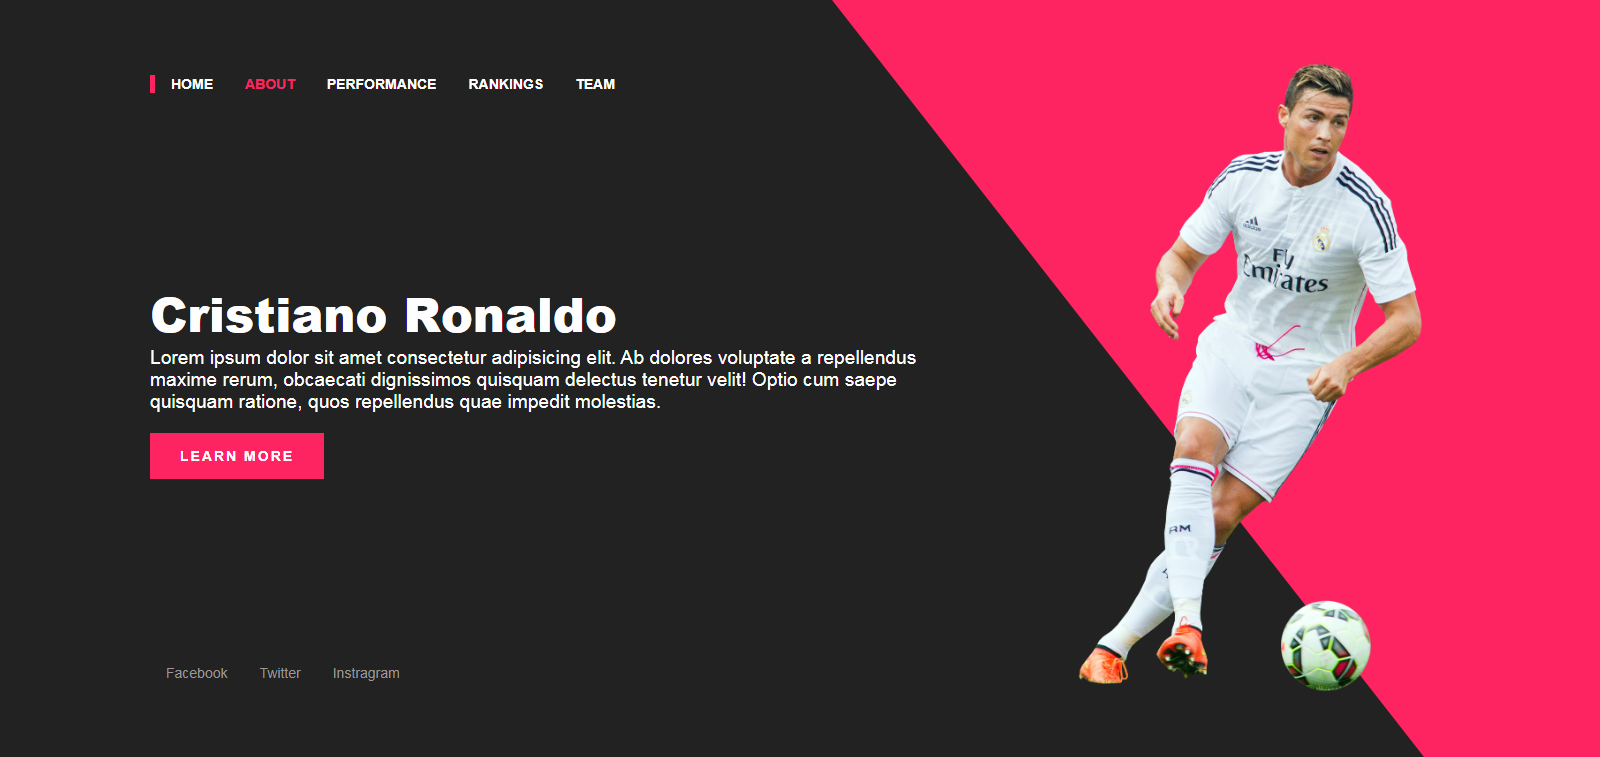 HOME ABOUT PERFORMANCE RANKINGS TEAM
Cristiano Ronaldo
Lorem ipsum dolor sit amet consectetur adipisicing elit. Ab dolores voluptate a repellendus
maxime rerum, obcaecati dignissimos quisquam delectus tenetur velit! Optio cum saepe
quisquam ratione, quos repellendus quae impedit molestias.
LEARN MORE
adidas
Fly
Emirates
RM
Facebook Twitter Instragram